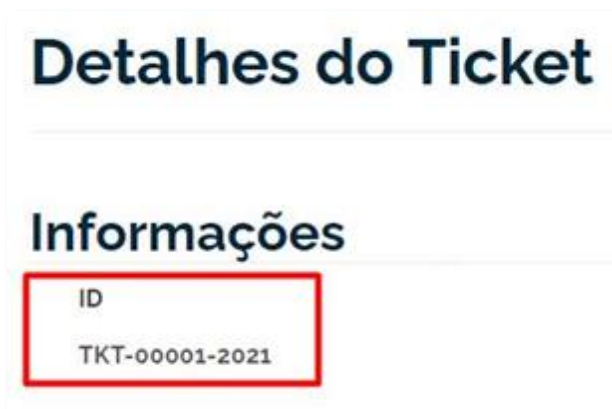 Detalhes do Ticket
Informações
ID
TKT-00001-2021